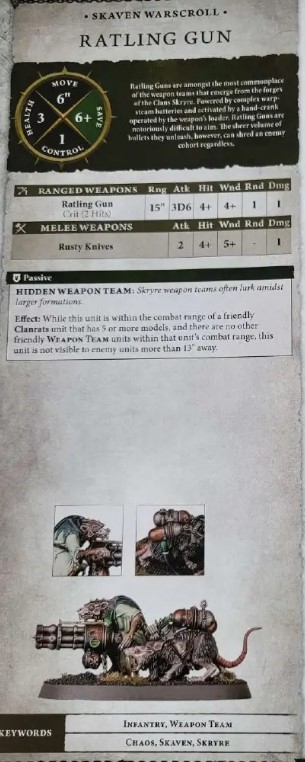 • SKAVEN WARSCROLL •
RATLING GUN
MOVE
6"
HEALTH
3
6+
SAVE
1
CONTROL
Ratling Guns are amongst the most commonplace
of the weapon teams that emerge from the forges
of the Clans Skryre. Powered by complex warp-
steam batteries and activated by a hand-crank
operated by the weapon's loader, Ratling Guns are
notoriously difficult to aim. The sheer volume of
bullets they unleash, however, can shred an enemy
cohort regardless.
RANGED WEAPONS Rng Atk Hit Wnd Rnd Dmg
Ratling Gun 15" 3D6 4+ 4+ 1 1
Crit (2 Hits)
MELEE WEAPONS Atk Hit Wnd Rnd Dmg
Rusty Knives 2 4+ 5+ - 1
Passive
HIDDEN WEAPON TEAM: Skryre weapon teams often lurk amidst
larger formations.
Effect: While this unit is within the combat range of a friendly
Clanrats unit that has 5 or more models, and there are no other
friendly WEAPON TEAM units within that unit's combat range, this
unit is not visible to enemy units more than 13" away.
KEYWORDS
INFANTRY, WEAPON TEAM
CHAOS, SKAVEN, SKRYRE